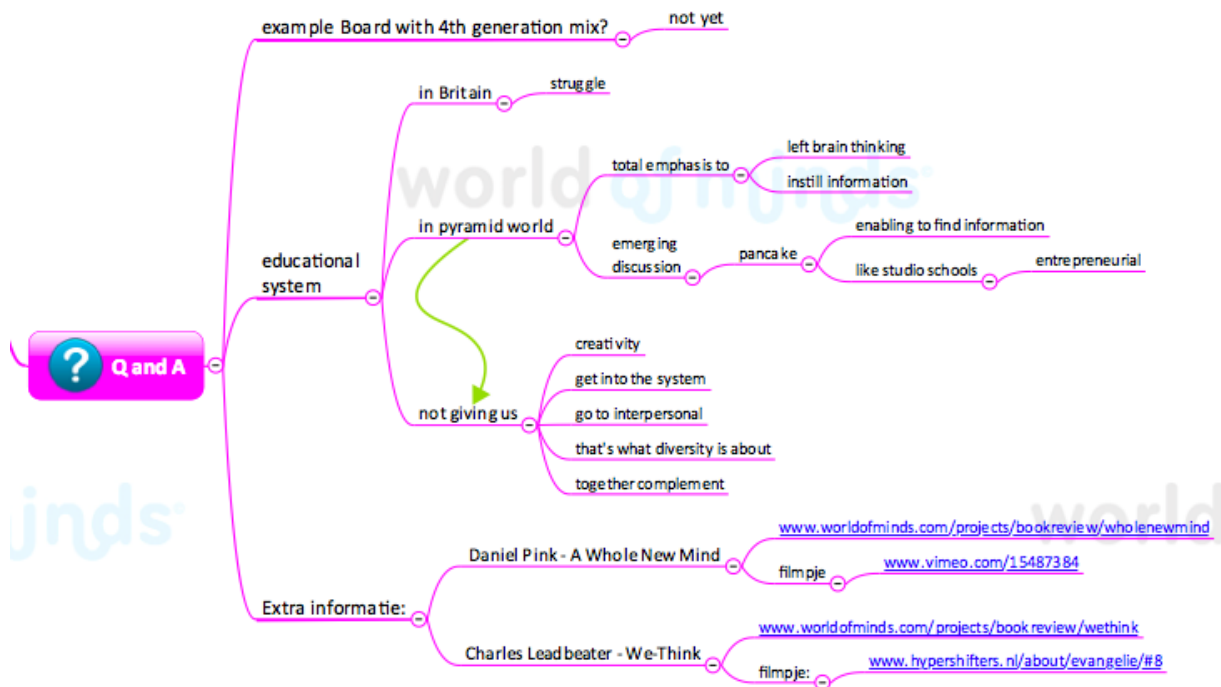 example Board with 4th generation mix?
not yet
in Britain
struggle
total emphasis to
left brain thinking
instill information
in pyramid world
emerging
discussion
pancake
enabling to find information
like studio schools
entrepreneurial
educational
system
not giving us
creativity
get into the system
go to interpersonal
that's what diversity is about
together complement
Q and A
Extra informatie:
Daniel Pink - A Whole New Mind
www.worldofminds.com/projects/bookreview/wholenewmind
filmpje
www.vimeo.com/15487384
Charles Leadbeater - We-Think
www.worldofminds.com/projects/bookreview/wethink
filmpje:
www.hypershifters.nl/about/evangelie/#8
world of minds
minds
world